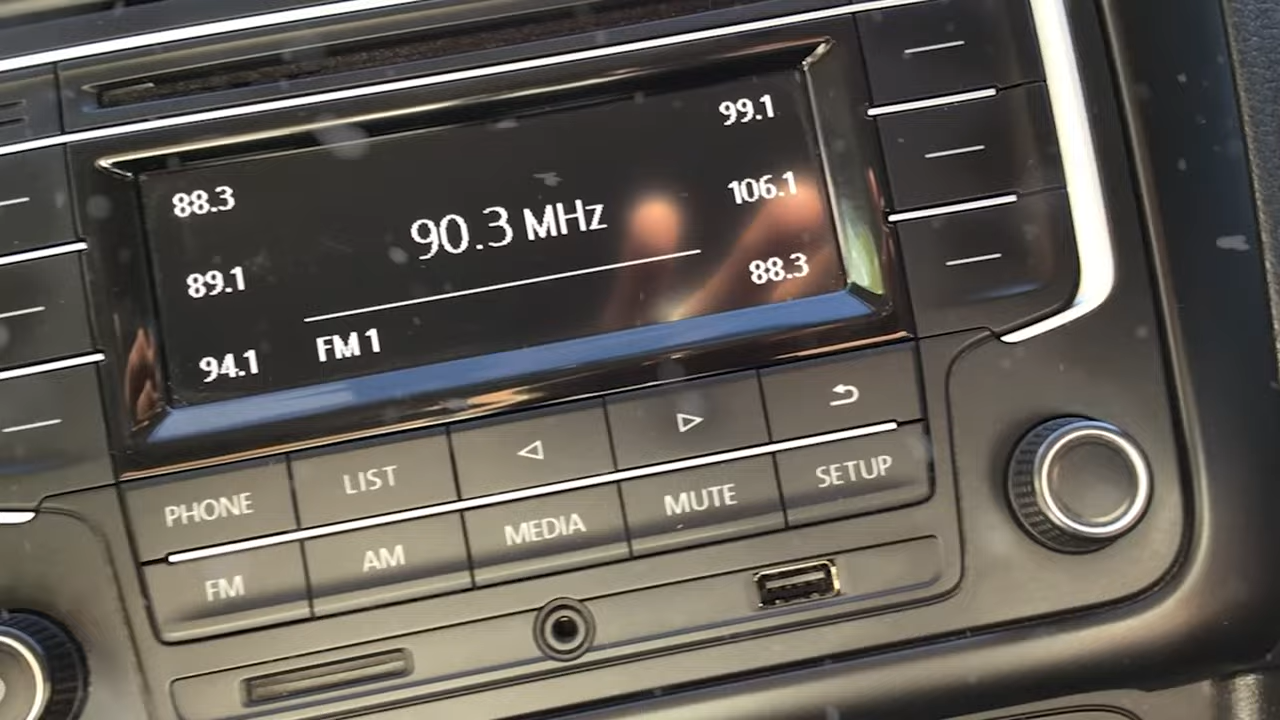 99.1
88.3
90.3 MHz
106.1
89.1
88.3
94.1
FM 1
PHONE
LIST
FM
AM
MEDIA
MUTE
SETUP